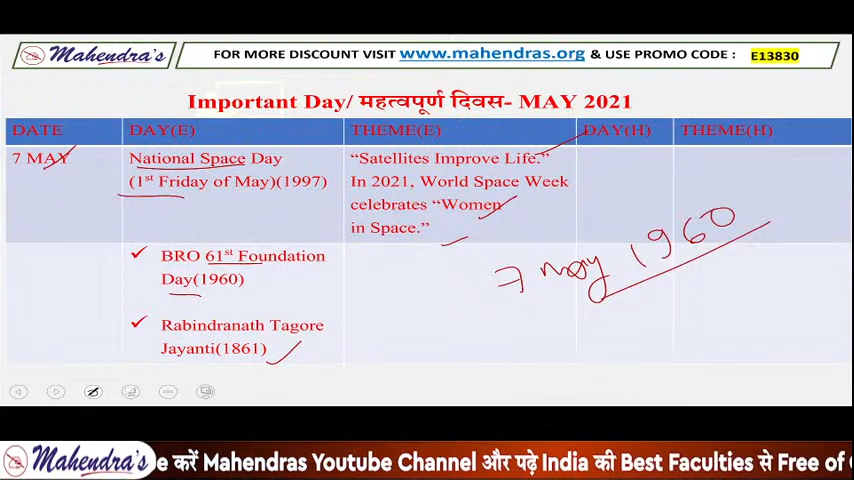 Mahendra's
FOR MORE DISCOUNT VISIT www.mahendras.org & USE PROMO CODE : E13830
Important Day/ महत्वपूर्ण दिवस- MAY 2021
DATE DAY(E) THEME(E) DAY(H) THEME(H)
7 MAY National Space Day “Satellites Improve Life.”
(1st Friday of May)(1997) In 2021, World Space Week
celebrates “Women
in Space.”
✓ BRO 61st Foundation
Day(1960)
7 may 1960
✓ Rabindranath Tagore
Jayanti(1861)
Mahendra's e करें Mahendras Youtube Channel और पढ़े India की Best Faculties से Free of